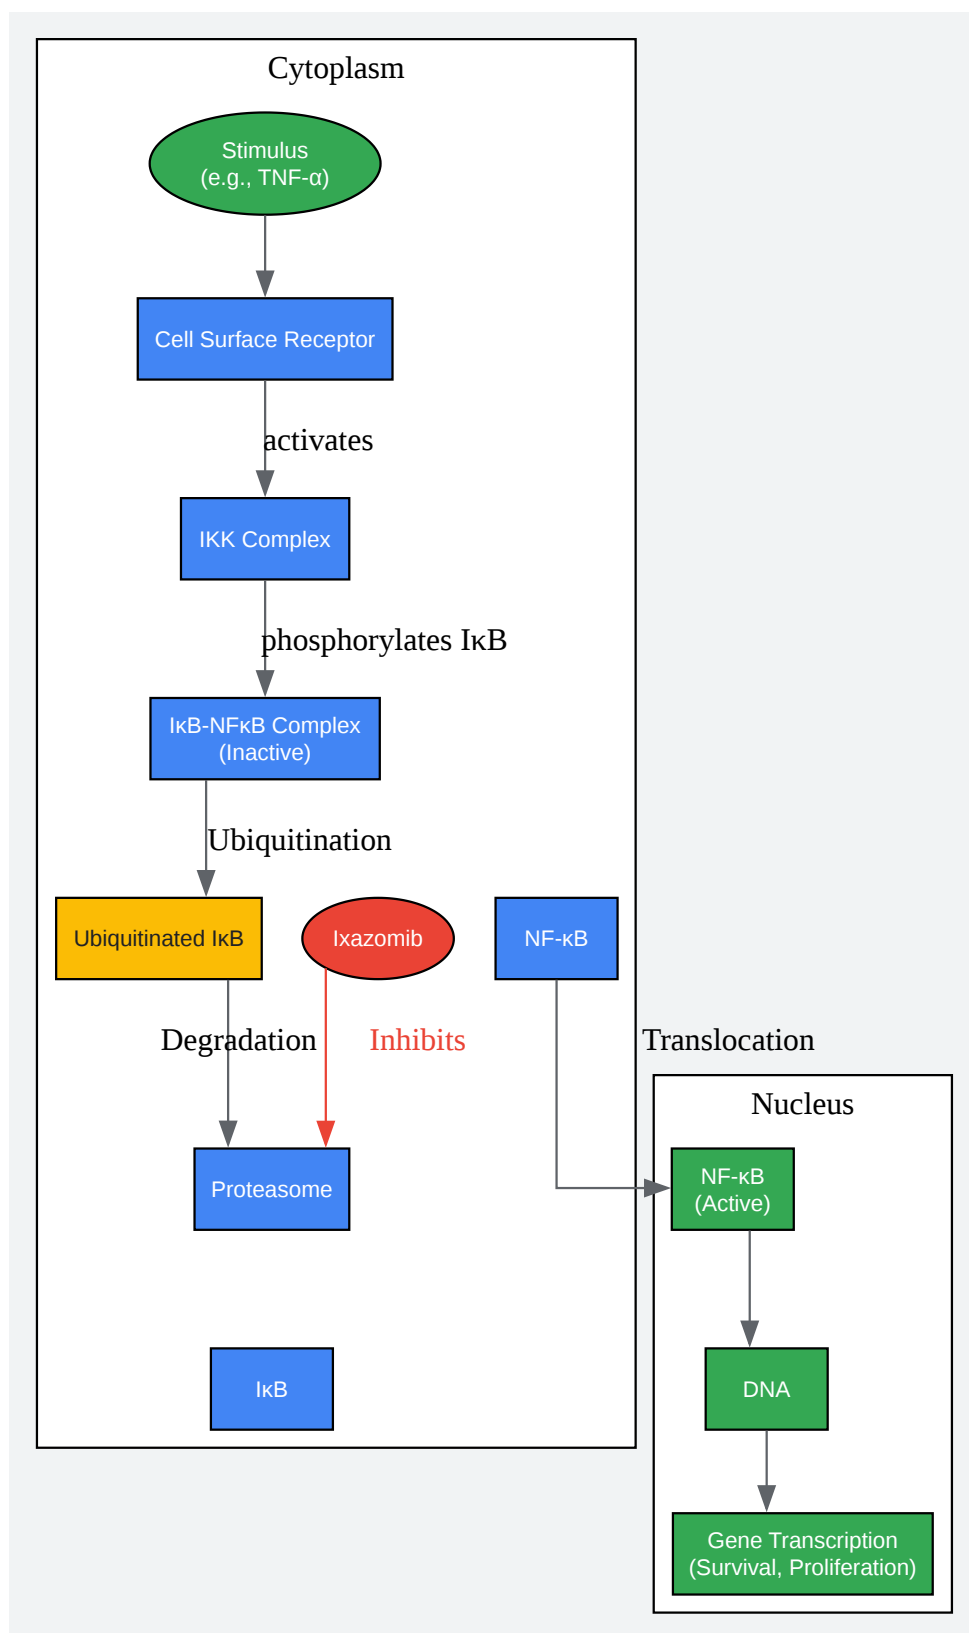 Cytoplasm
Stimulus
(e.g., TNF-α)
Cell Surface Receptor
activates
IKK Complex
phosphorylates IκB
IκB-NFκB Complex
(Inactive)
Ubiquitination
Ubiquitinated IκB
Ixazomib
NF-κB
Degradation
Inhibits
Translocation
Nucleus
Proteasome
NF-κB
(Active)
IκB
DNA
Gene Transcription
(Survival, Proliferation)